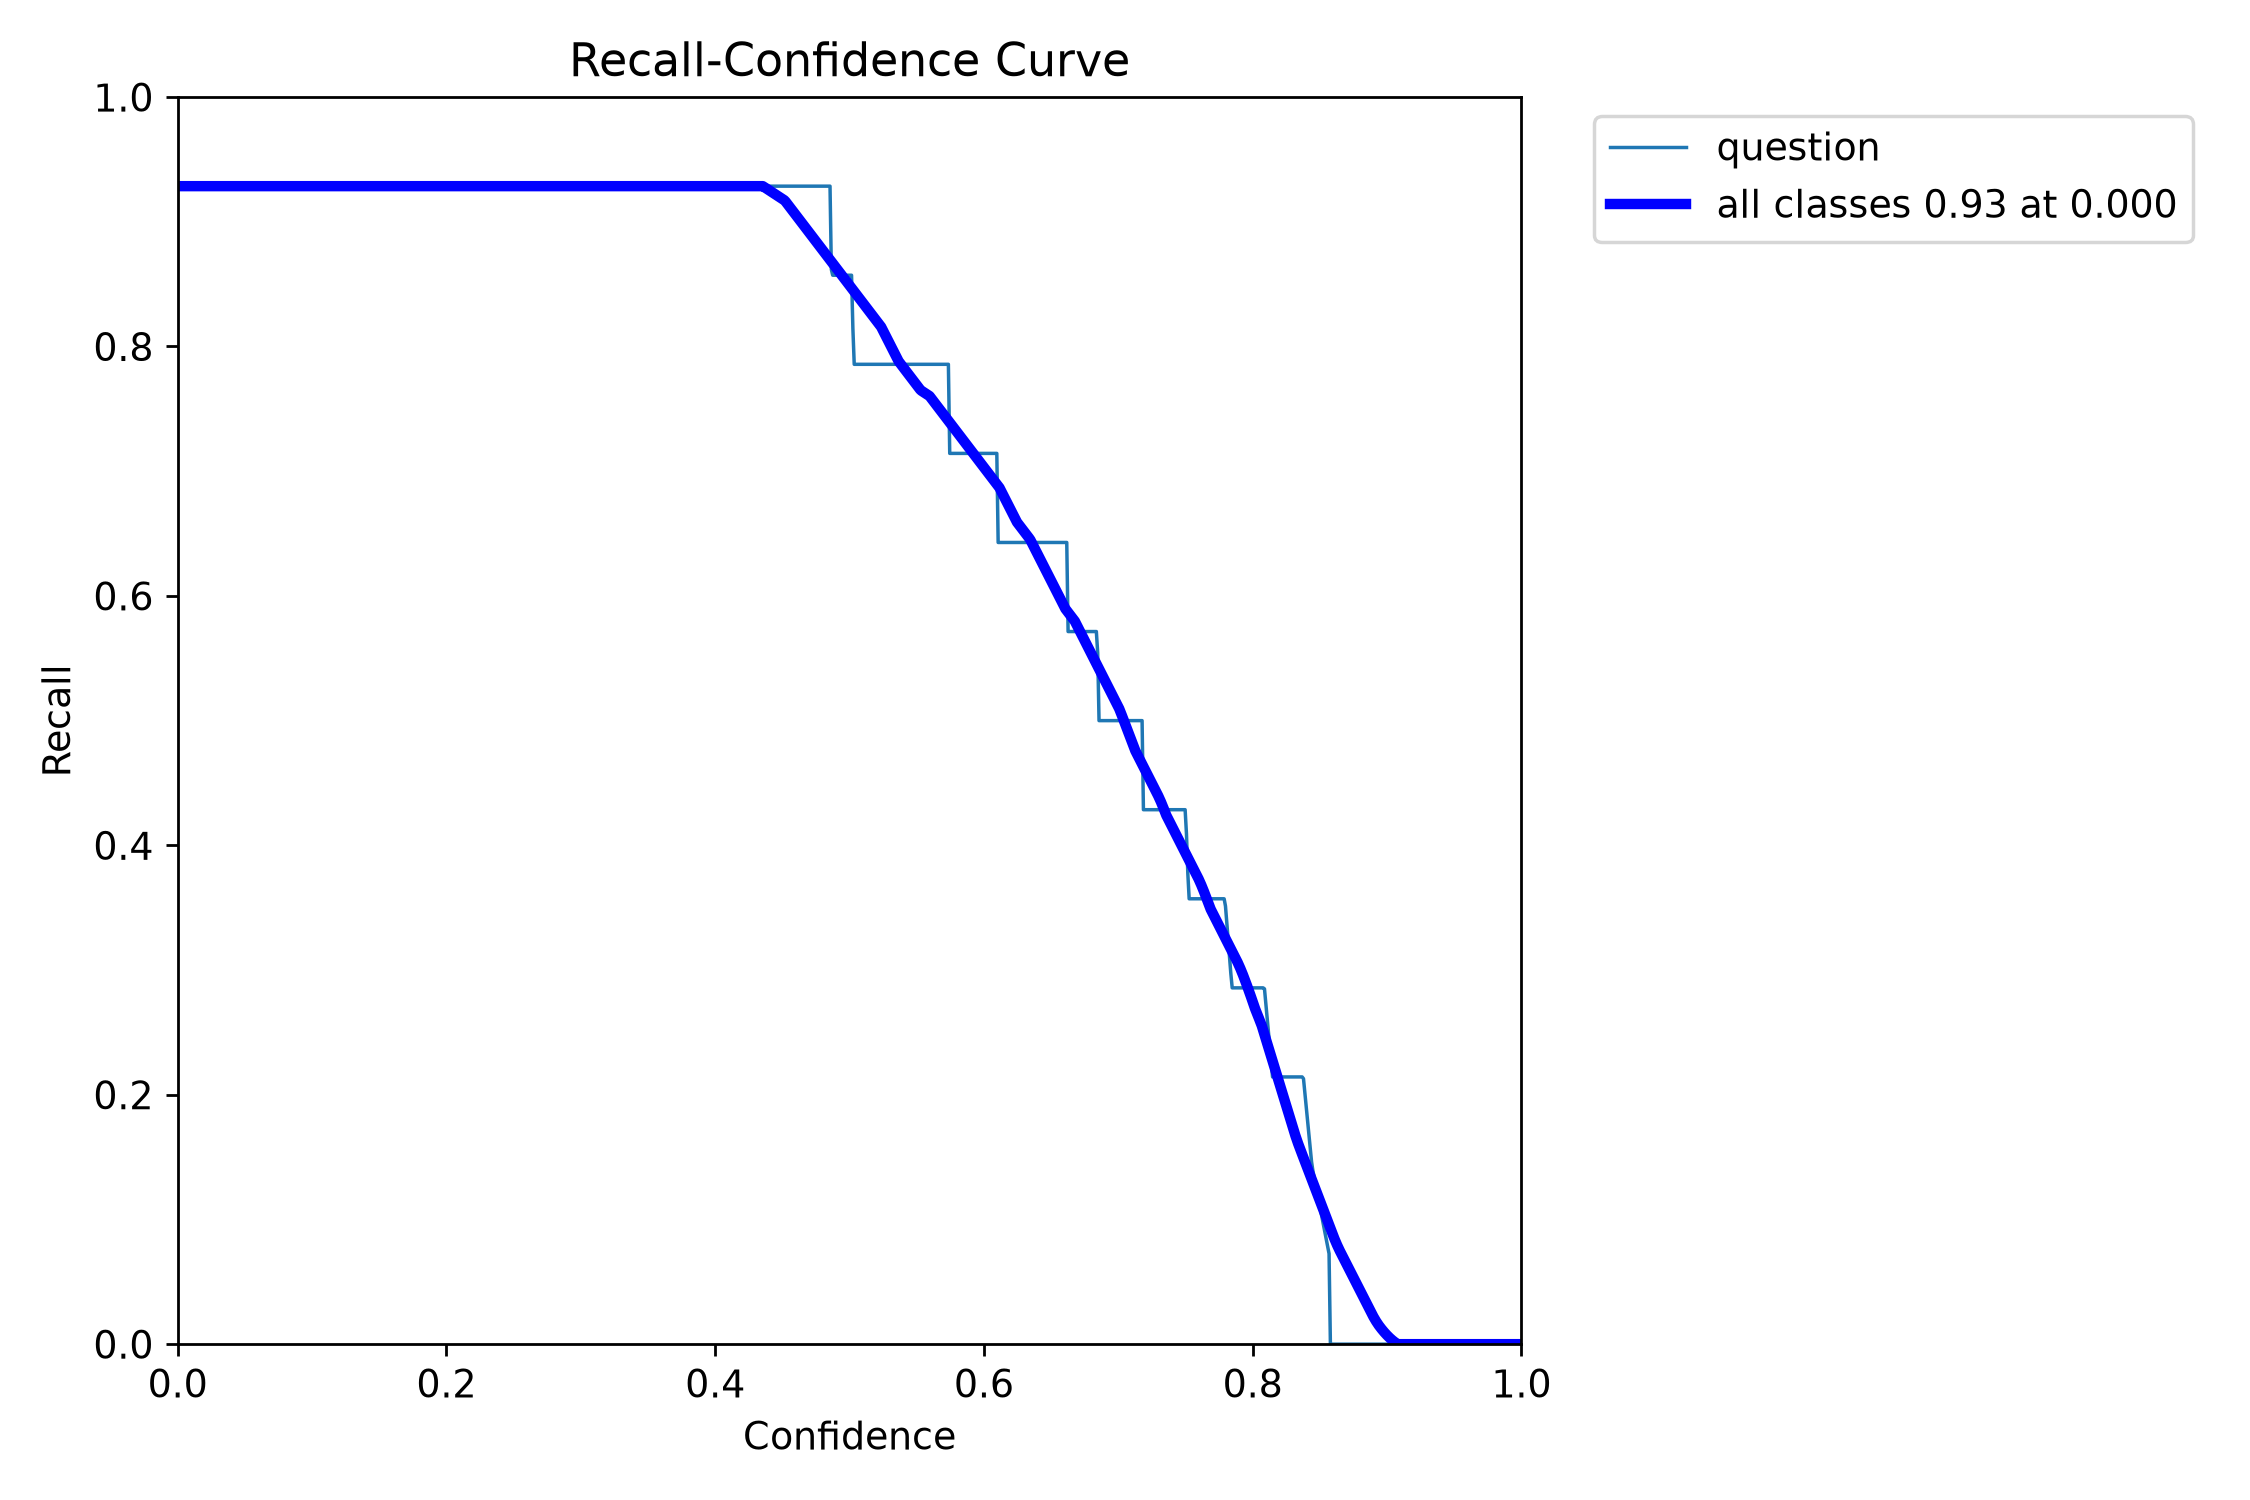 Recall-Confidence Curve
1.0
0.8
0.6
0.4
0.2
0.0
Recall
0.0 0.2 0.4 0.6 0.8 1.0
Confidence
question
all classes 0.93 at 0.000